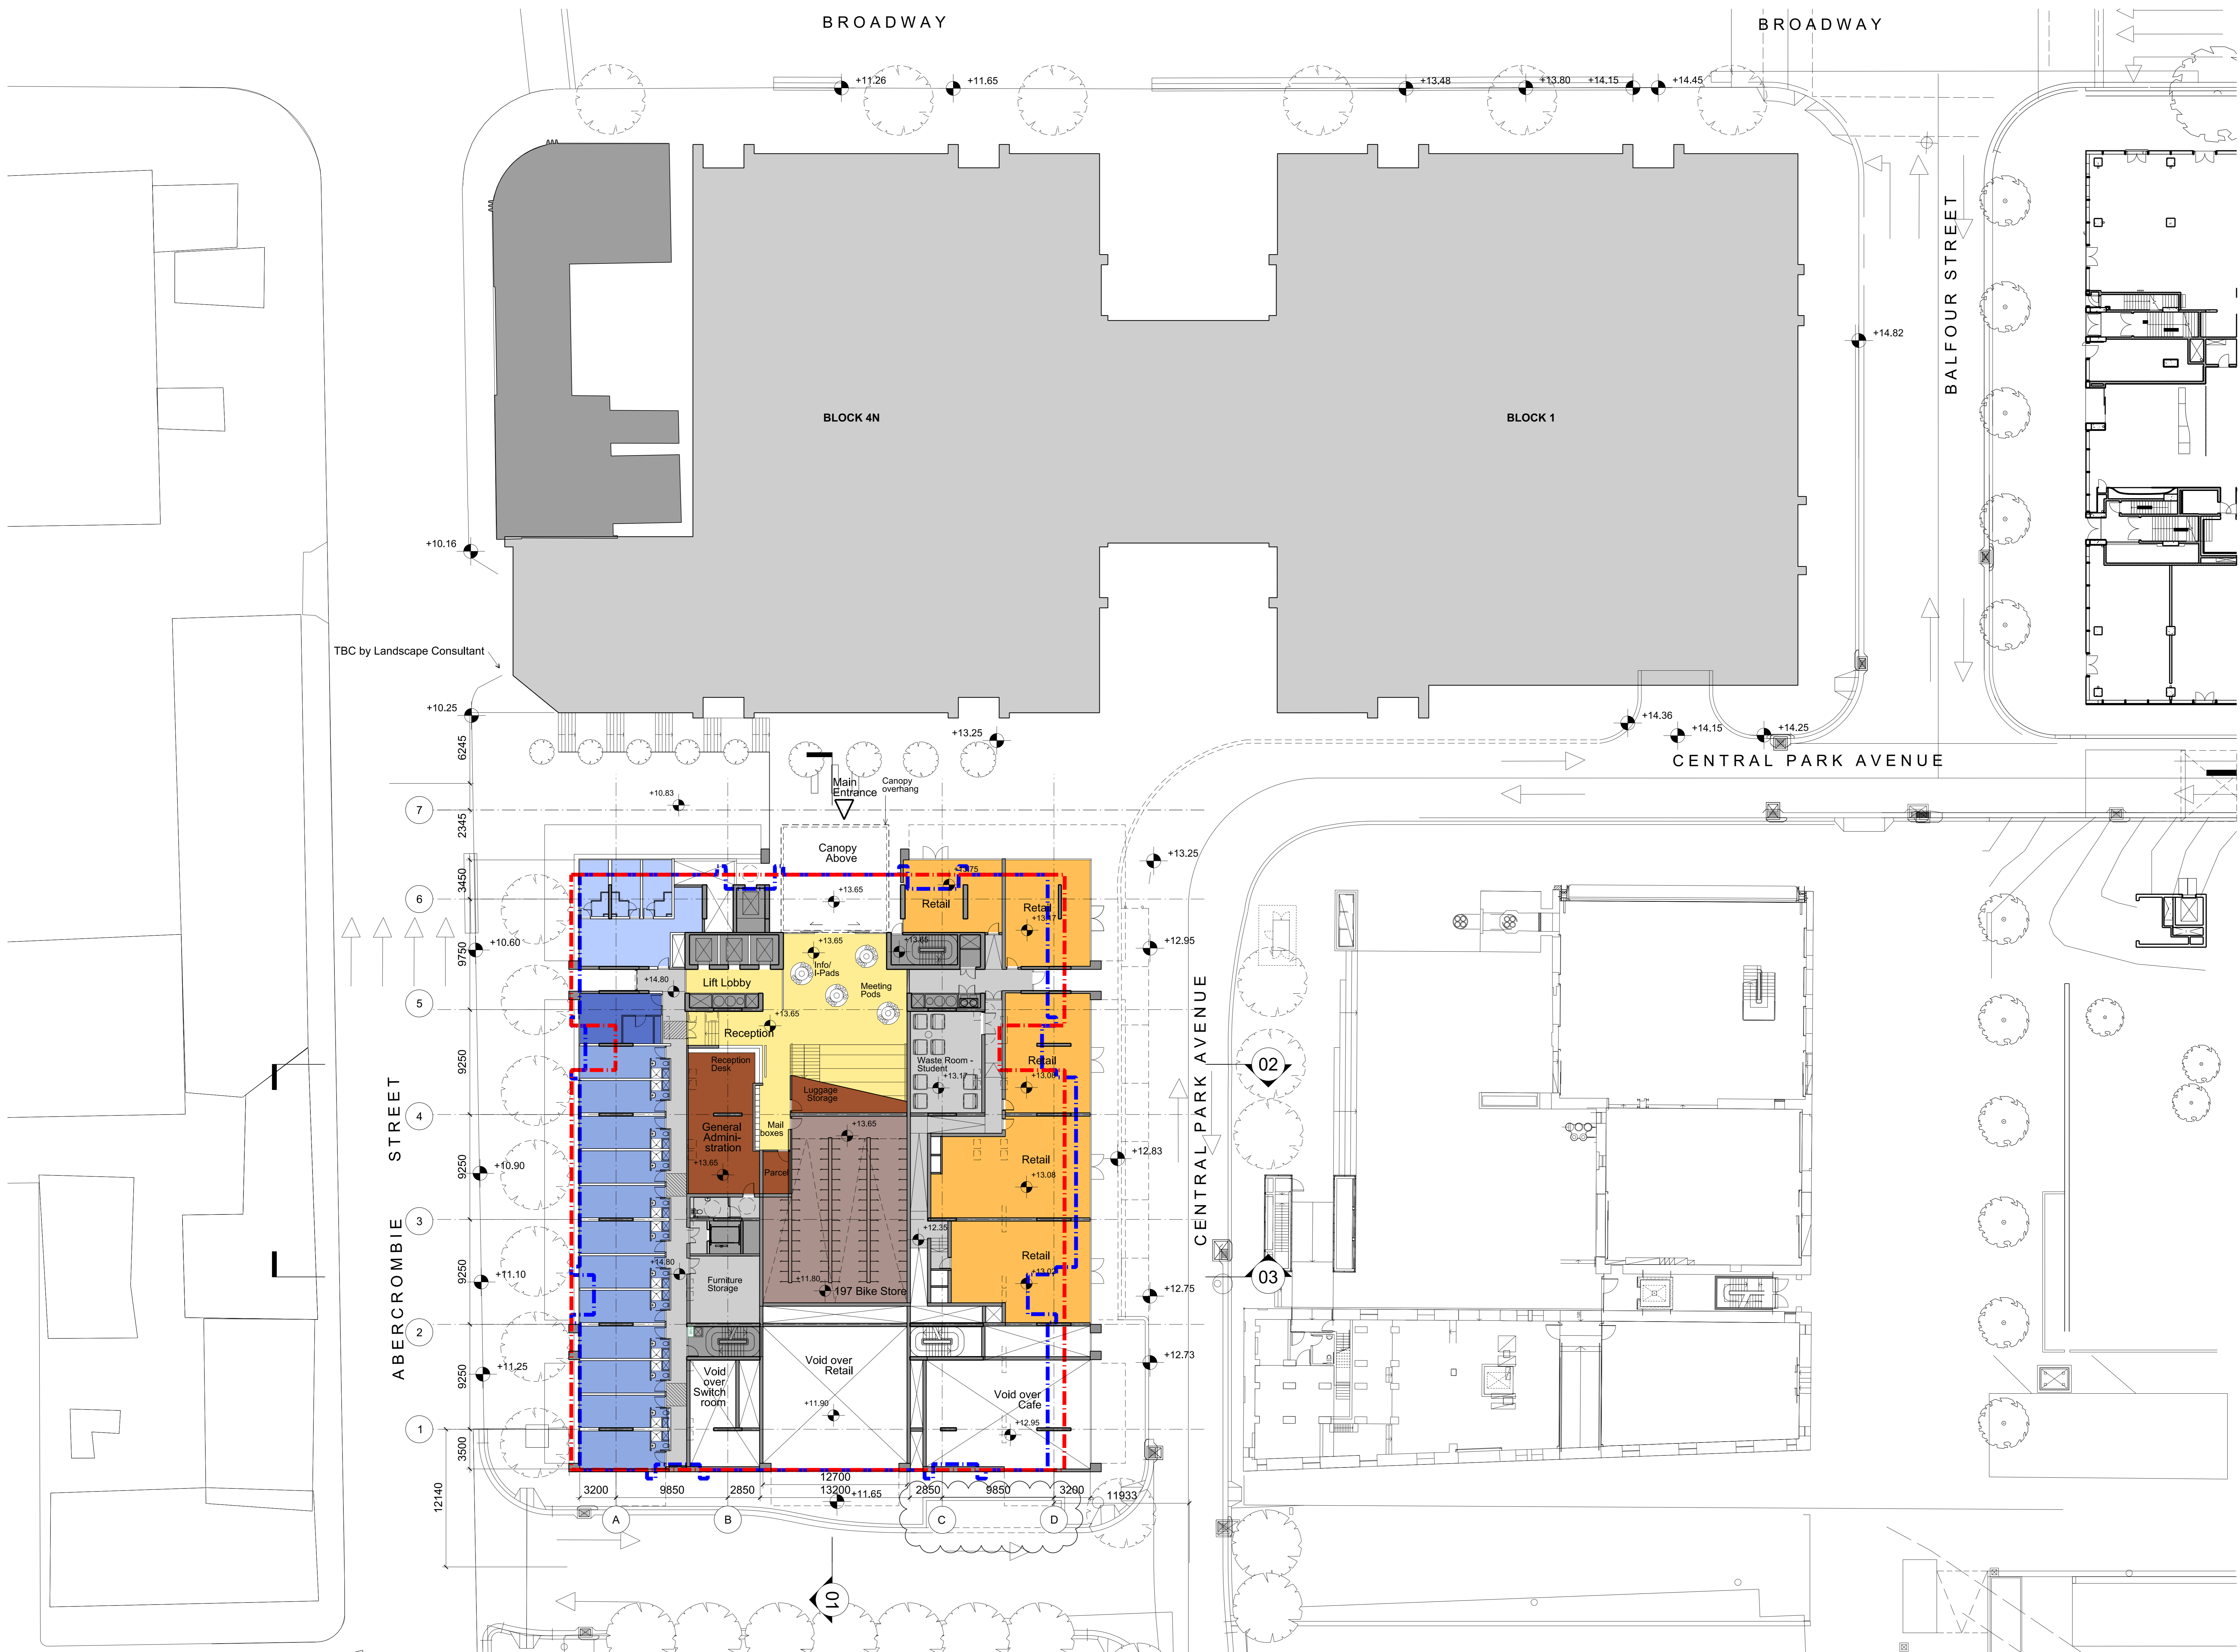 BROADWAY
BROADWAY
+11.26
+11.65
+13.48
+13.80
+14.15
+14.45
BALFOUR STREET
+14.82
BLOCK 4N
BLOCK 1
+10.16
TBC by Landscape Consultant
+10.25
+13.25
+14.36
+14.15
+14.25
CENTRAL PARK AVENUE
6245
Main
Entrance
Canopy
overhang
+10.83
7
2345
Canopy
Above
+13.25
3450
6
+13.65
Retail
Retail
+10.60
9750
+13.65
+13.65
+12.95
Info/
I-Pads
+14.80
Lift Lobby
Meeting
Pods
5
+13.65
Reception
CENTRAL PARK AVENUE
9250
Reception
Desk
Waste Room -
Student
Retail
02
+13.17
+13.08
Luggage
Storage
ABERCROMBIE STREET
4
General
Admini-
stration
Mail
boxes
+13.65
+12.83
9250
+10.90
+13.65
Parcel
Retail
+13.08
3
+12.35
Retail
9250
+14.80
+11.10
Furniture
Storage
+11.80
197 Bike Store
03
+12.75
2
Void over
Retail
+12.73
9250
+11.25
Void
over
Switch
room
Void over
Cafe
+11.90
+12.95
1
3500
12140
12700
3200
9850
2850
13200
+11.65
2850
9850
3200
11933
A
B
C
D
01